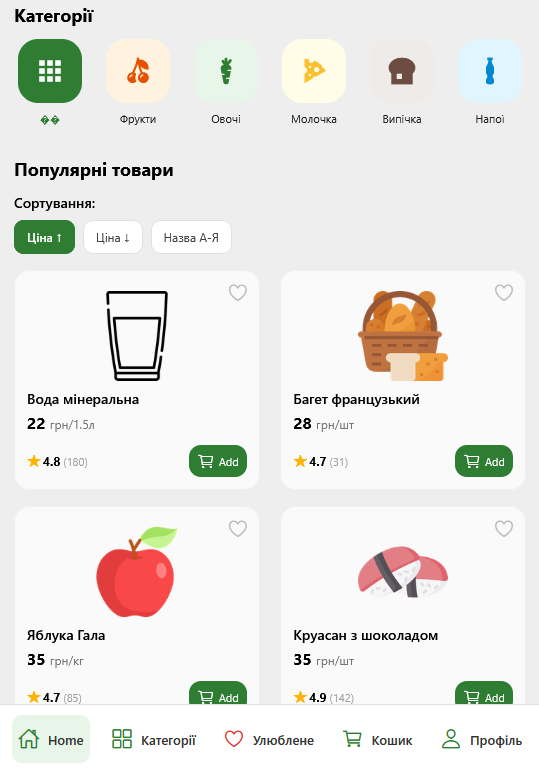 Категорії
�� Фрукти Овочі Молочка Випічка Напої
Популярні товари
Сортування:
Ціна ↑ Ціна ↓ Назва А-Я
Вода мінеральна
22 грн/1.5л
4.8 (180) Add
Багет французький
28 грн/шт
4.7 (31) Add
Яблука Гала
35 грн/кг
4.7 (85) Add
Круасан з шоколадом
35 грн/шт
4.9 (142) Add
Home Категорії Улюблене Кошик Профіль